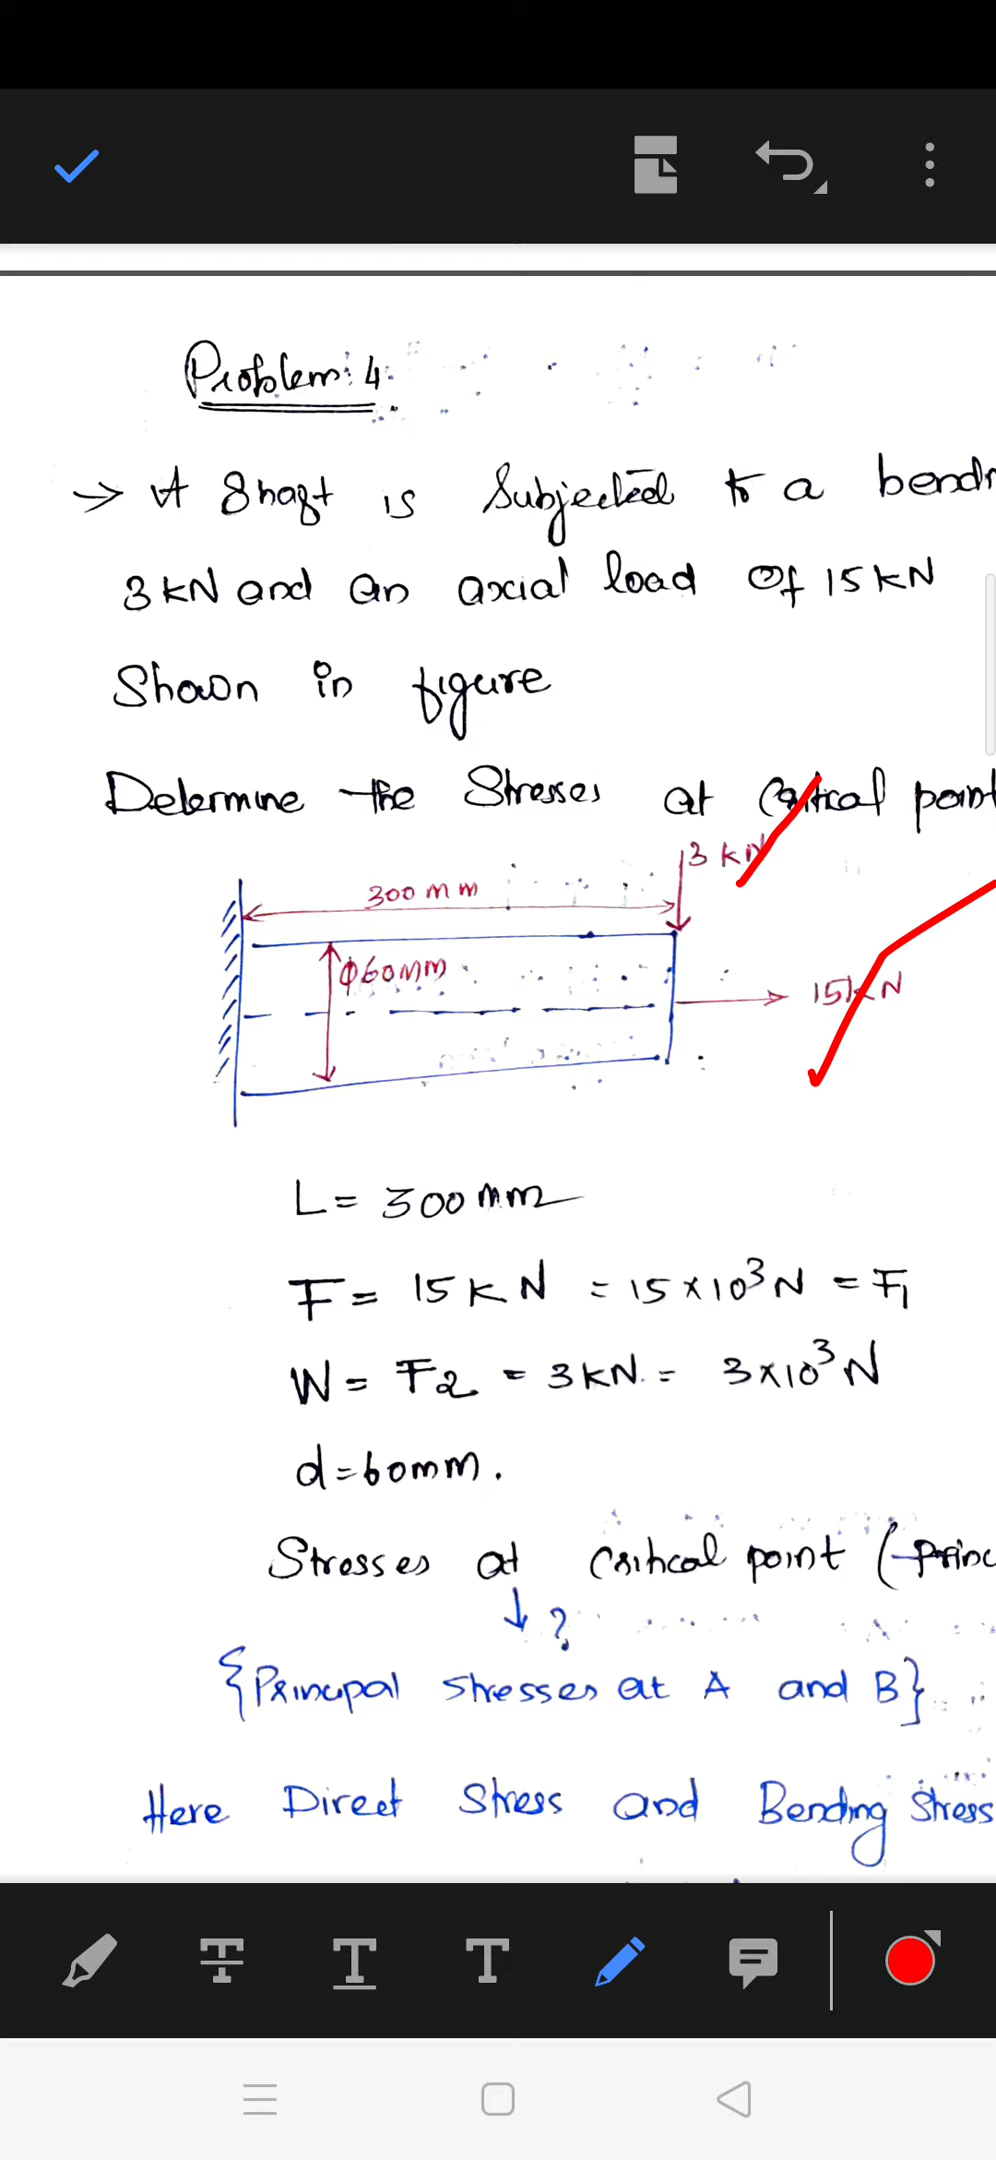 Problem: 4
→ A Shaft is Subjected to a bendi
3 kN and an axial load Of 15 kN
Shown in figure
Determine the Stresses at Critical point
3 kN
300 mm
ϕ60mm
15kN
L = 300 mm
F = 15 KN = 15×10³N = F1
W = F2 = 3 KN. = 3×10³ N
d=60mm.
Stresses at Critical point (princ
↓ ?
{Principal Stresses at A and B}
Here Direct Stress and Bending Stress
T T T